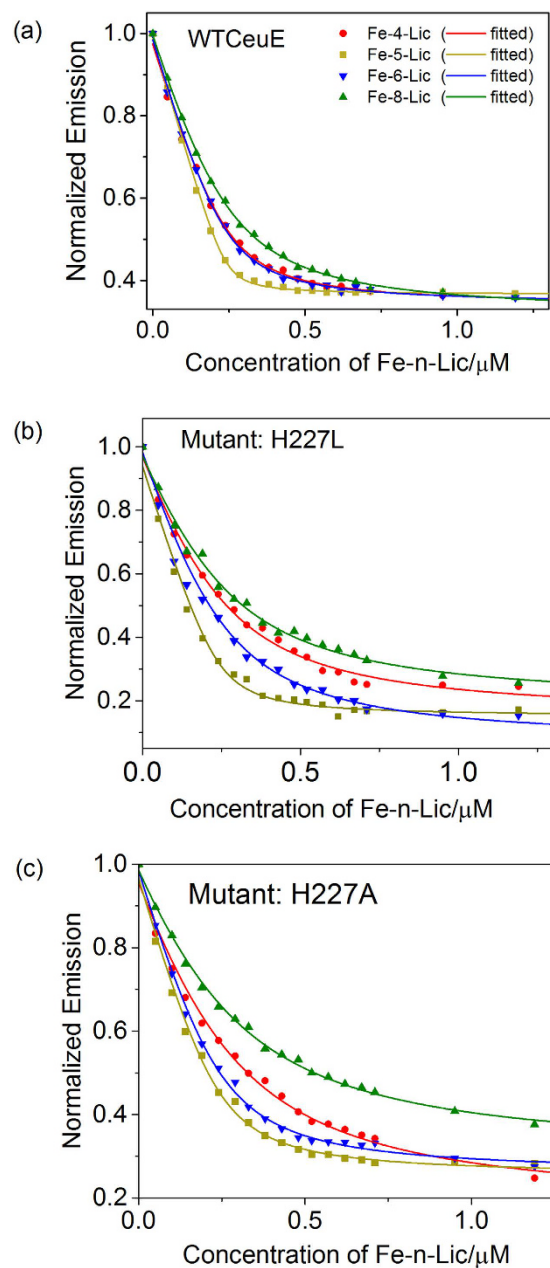 (a)
WTCeuE
Fe-4-Lic (— fitted)
Fe-5-Lic (— fitted)
Fe-6-Lic (— fitted)
Fe-8-Lic (— fitted)
Normalized Emission
1.0
0.8
0.6
0.4
0.0 0.5 1.0
Concentration of Fe-n-Lic/μM
(b)
Mutant: H227L
Normalized Emission
1.0
0.8
0.6
0.4
0.2
0.0 0.5 1.0
Concentration of Fe-n-Lic/μM
(c)
Mutant: H227A
Normalized Emission
1.0
0.8
0.6
0.4
0.2
0.0 0.5 1.0
Concentration of Fe-n-Lic/μM